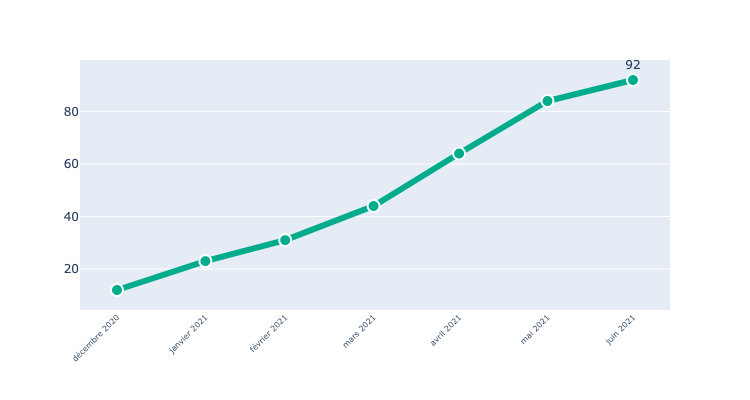 92
80
60
40
20
décembre 2020
janvier 2021
février 2021
mars 2021
avril 2021
mai 2021
juin 2021